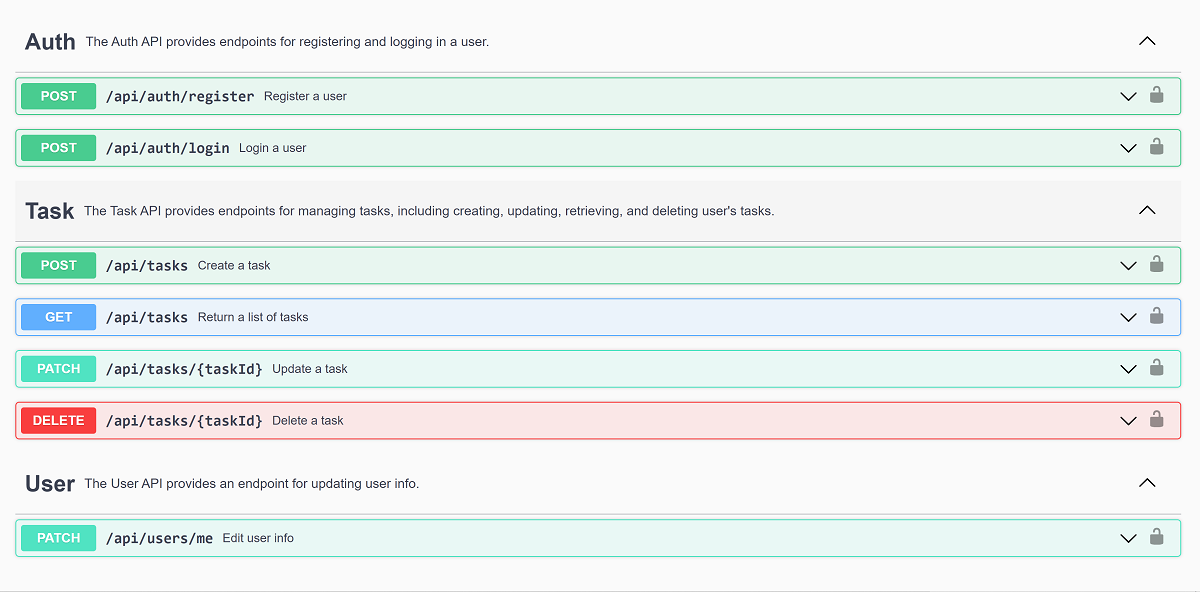 Auth The Auth API provides endpoints for registering and logging in a user.
POST /api/auth/register Register a user
POST /api/auth/login Login a user
Task The Task API provides endpoints for managing tasks, including creating, updating, retrieving, and deleting user's tasks.
POST /api/tasks Create a task
GET /api/tasks Return a list of tasks
PATCH /api/tasks/{taskId} Update a task
DELETE /api/tasks/{taskId} Delete a task
User The User API provides an endpoint for updating user info.
PATCH /api/users/me Edit user info